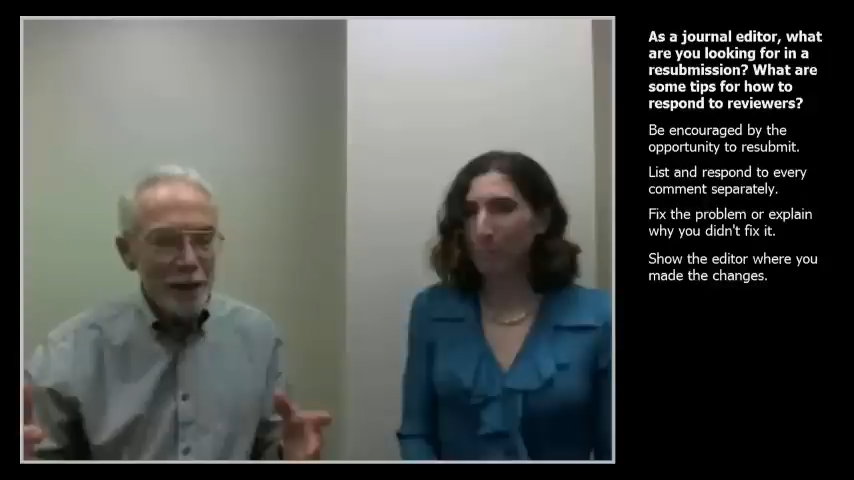 As a journal editor, what
are you looking for in a
resubmission? What are
some tips for how to
respond to reviewers?
Be encouraged by the
opportunity to resubmit.
List and respond to every
comment separately.
Fix the problem or explain
why you didn't fix it.
Show the editor where you
made the changes.